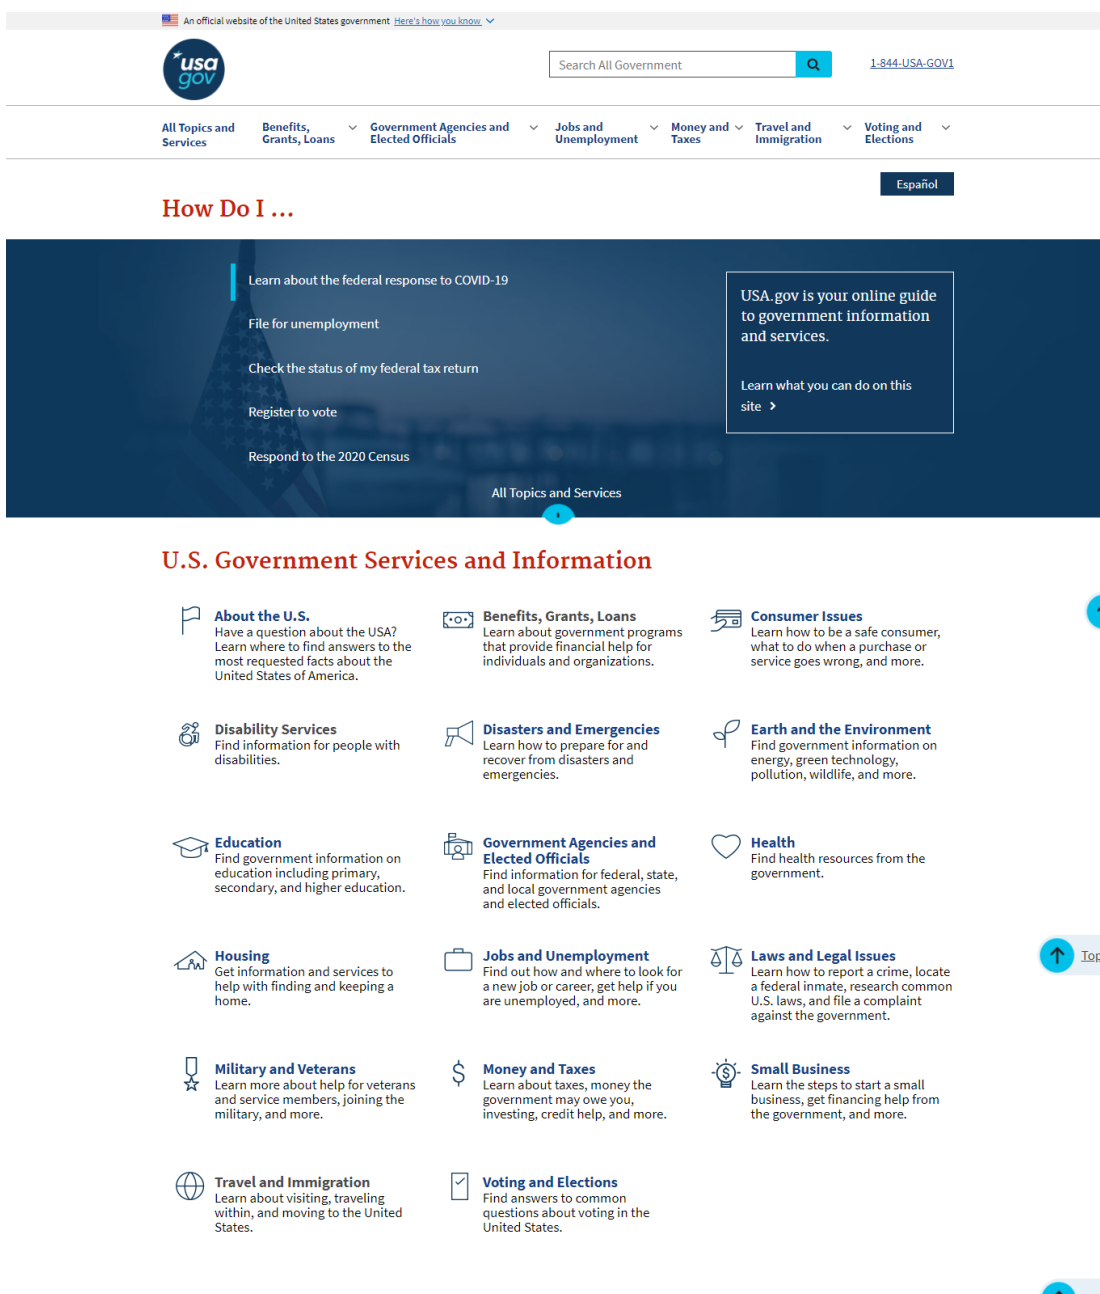 An official website of the United States government Here's how you know
usa
gov
Search All Government
1-844-USA-GOV1
All Topics and
Services
Benefits,
Grants, Loans
Government Agencies and
Elected Officials
Jobs and
Unemployment
Money and
Taxes
Travel and
Immigration
Voting and
Elections
Español
How Do I ...
Learn about the federal response to COVID-19
File for unemployment
Check the status of my federal tax return
Register to vote
Respond to the 2020 Census
USA.gov is your online guide
to government information
and services.
Learn what you can do on this
site
All Topics and Services
U.S. Government Services and Information
About the U.S.
Have a question about the USA?
Learn where to find answers to the
most requested facts about the
United States of America.
Benefits, Grants, Loans
Learn about government programs
that provide financial help for
individuals and organizations.
Consumer Issues
Learn how to be a safe consumer,
what to do when a purchase or
service goes wrong, and more.
Disability Services
Find information for people with
disabilities.
Disasters and Emergencies
Learn how to prepare for and
recover from disasters and
emergencies.
Earth and the Environment
Find government information on
energy, green technology,
pollution, wildlife, and more.
Education
Find government information on
education including primary,
secondary, and higher education.
Government Agencies and
Elected Officials
Find information for federal, state,
and local government agencies
and elected officials.
Health
Find health resources from the
government.
Housing
Get information and services to
help with finding and keeping a
home.
Jobs and Unemployment
Find out how and where to look for
a new job or career, get help if you
are unemployed, and more.
Laws and Legal Issues
Learn how to report a crime, locate
a federal inmate, research common
U.S. laws, and file a complaint
against the government.
Top
Military and Veterans
Learn more about help for veterans
and service members, joining the
military, and more.
Money and Taxes
Learn about taxes, money the
government may owe you,
investing, credit help, and more.
Small Business
Learn the steps to start a small
business, get financing help from
the government, and more.
Travel and Immigration
Learn about visiting, traveling
within, and moving to the United
States.
Voting and Elections
Find answers to common
questions about voting in the
United States.